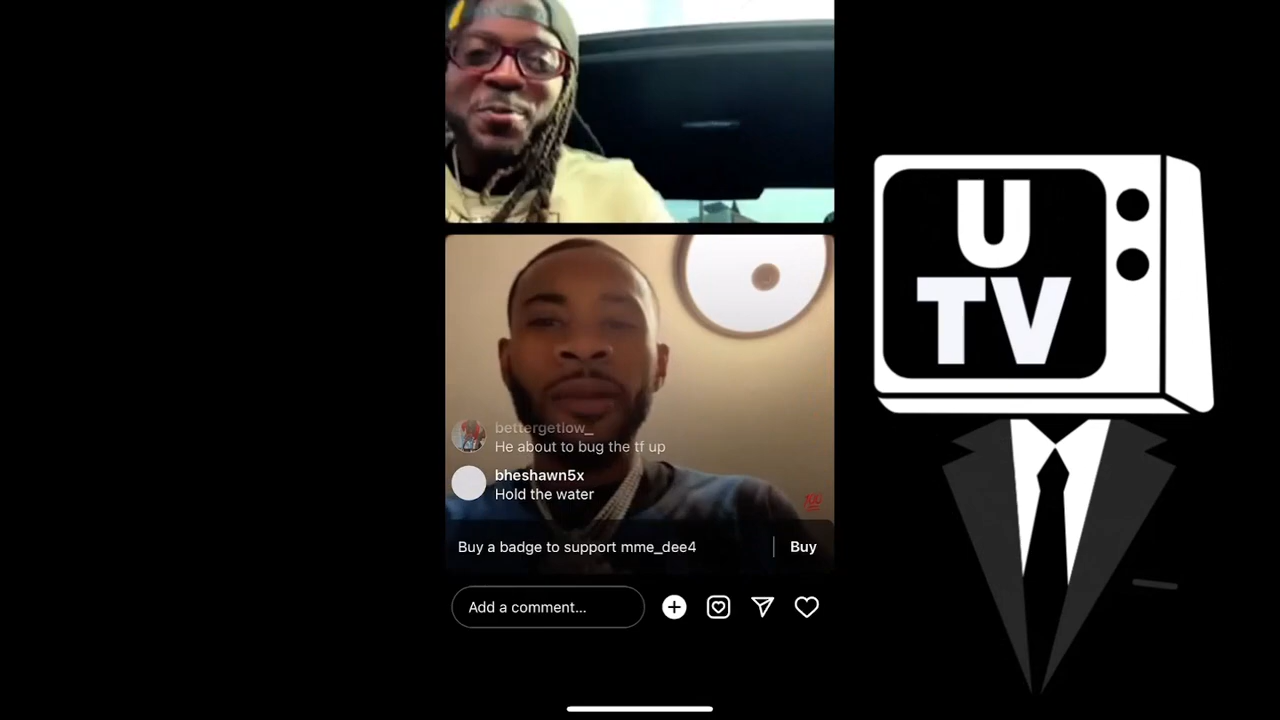 bettergetlow_
He about to bug the tf up
bheshawn5x
Hold the water
Buy a badge to support mme_dee4
Buy
Add a comment...
U
TV